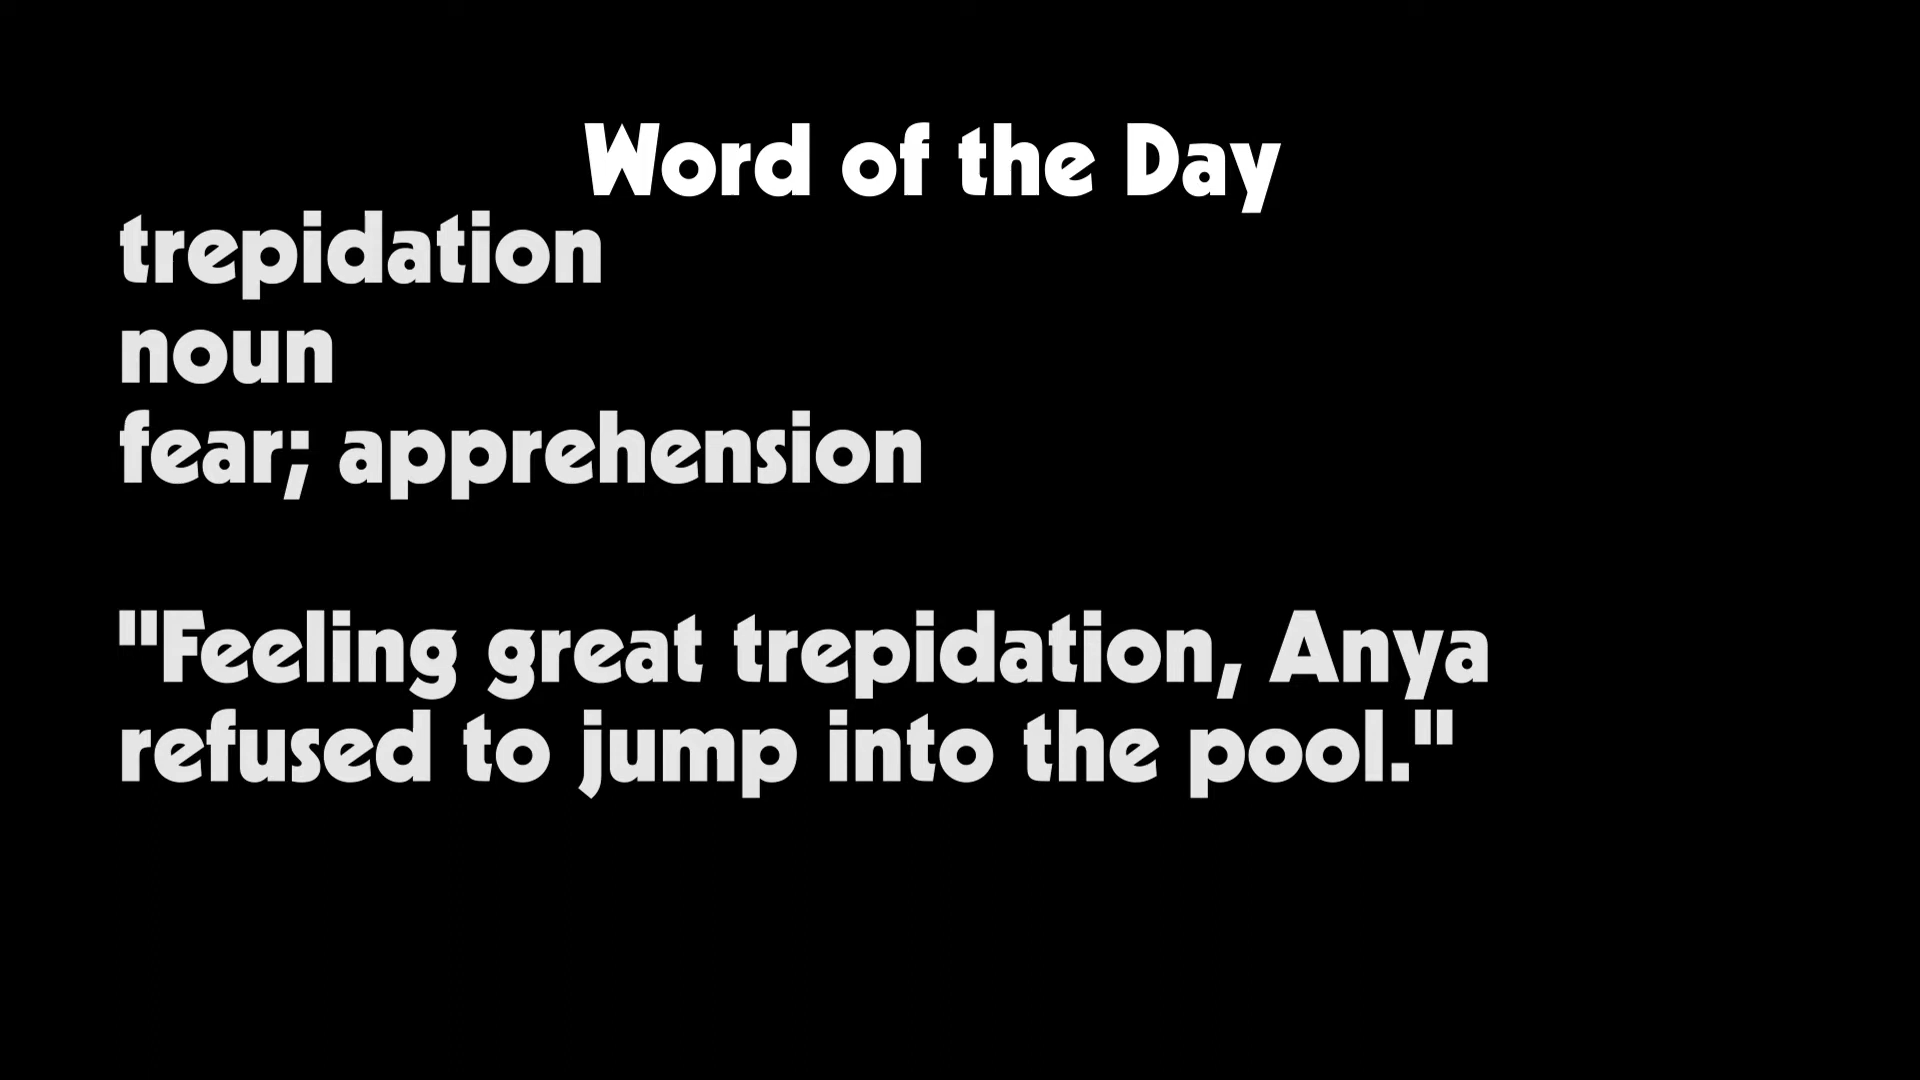 Word of the Day
trepidation
noun
fear; apprehension
"Feeling great trepidation, Anya
refused to jump into the pool."